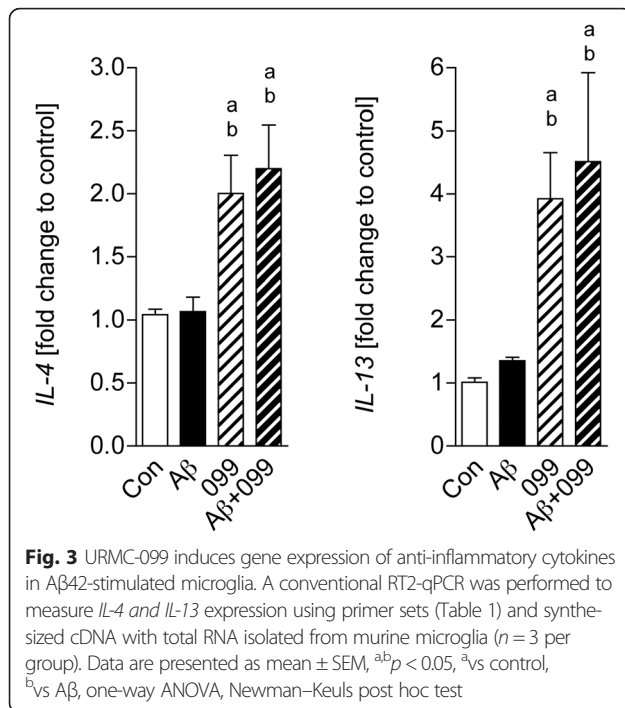 IL-4 [fold change to control]
3.0
2.5
2.0
1.5
1.0
0.5
0.0
a
b
a
b
Con
Aβ
099
Aβ+099
IL-13 [fold change to control]
6
5
4
3
2
1
0
a
b
a
b
Con
Aβ
099
Aβ+099
Fig. 3 URMC-099 induces gene expression of anti-inflammatory cytokines
in Aβ42-stimulated microglia. A conventional RT2-qPCR was performed to
measure IL-4 and IL-13 expression using primer sets (Table 1) and synthe-
sized cDNA with total RNA isolated from murine microglia (n = 3 per
group). Data are presented as mean ± SEM, a,bp < 0.05, avs control,
bvs Aβ, one-way ANOVA, Newman–Keuls post hoc test